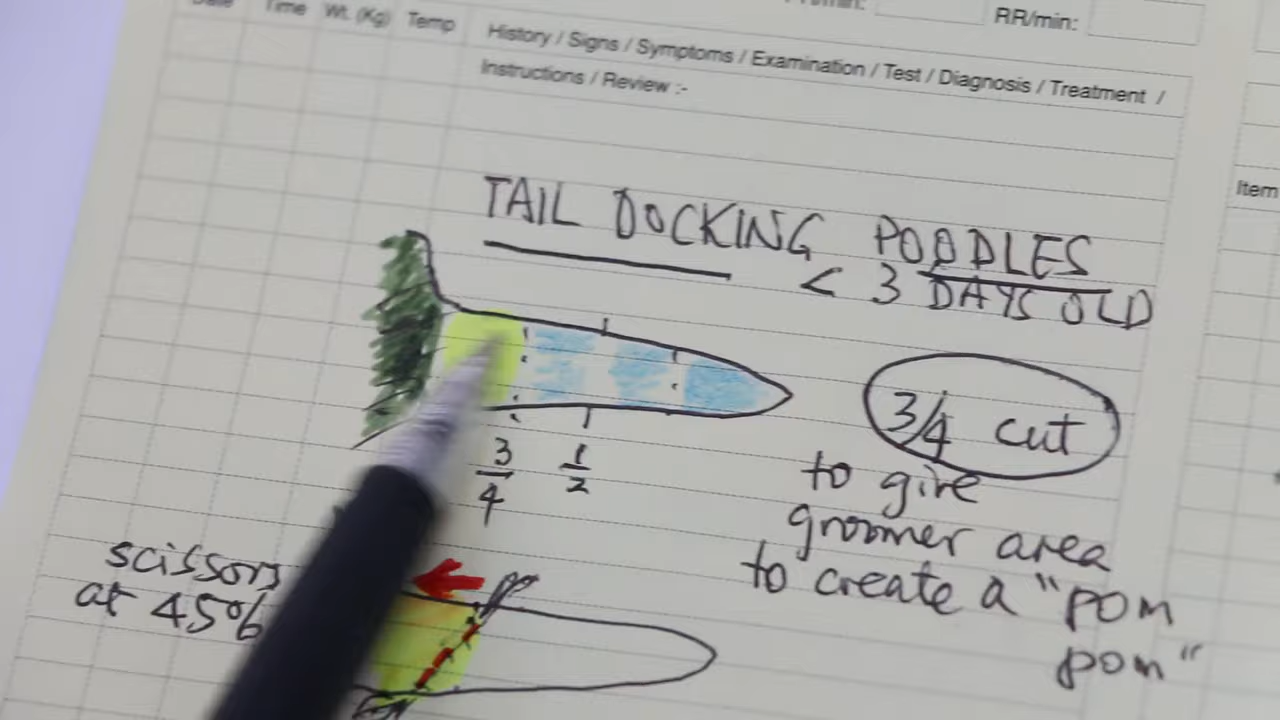 Date Time Wt. (Kg) Temp
RR/min:
History / Signs / Symptoms / Examination / Test / Diagnosis / Treatment /
Instructions / Review :-
Item
TAIL DOCKING POODLES
< 3 DAYS OLD
3/4 cut
to give
groomer area
to create a "pom
pom"
3/4 1/2
scissors
at 45%